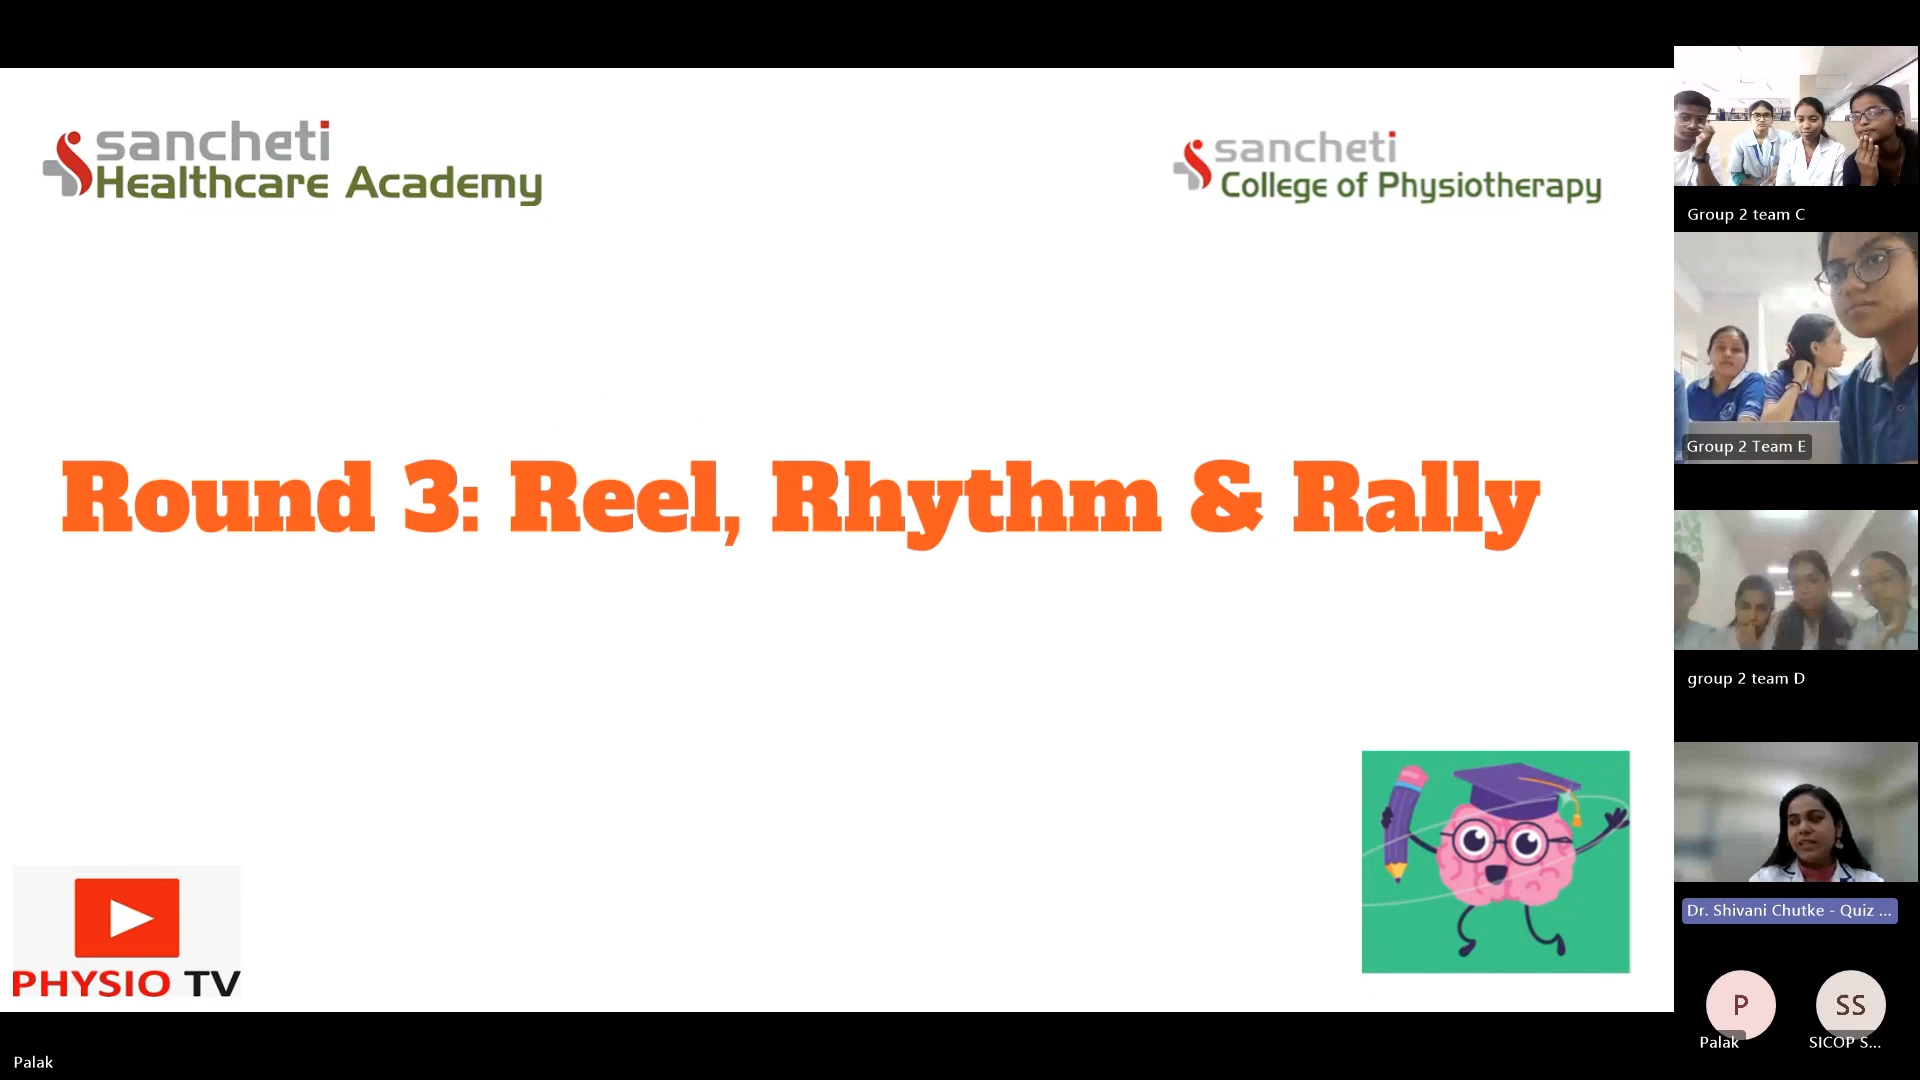 sancheti
Healthcare Academy
sancheti
College of Physiotherapy
Round 3: Reel, Rhythm & Rally
PHYSIO TV
Palak
Group 2 team C
Group 2 Team E
group 2 team D
Dr. Shivani Chutke - Quiz ...
P
Palak
SS
SICOP S...